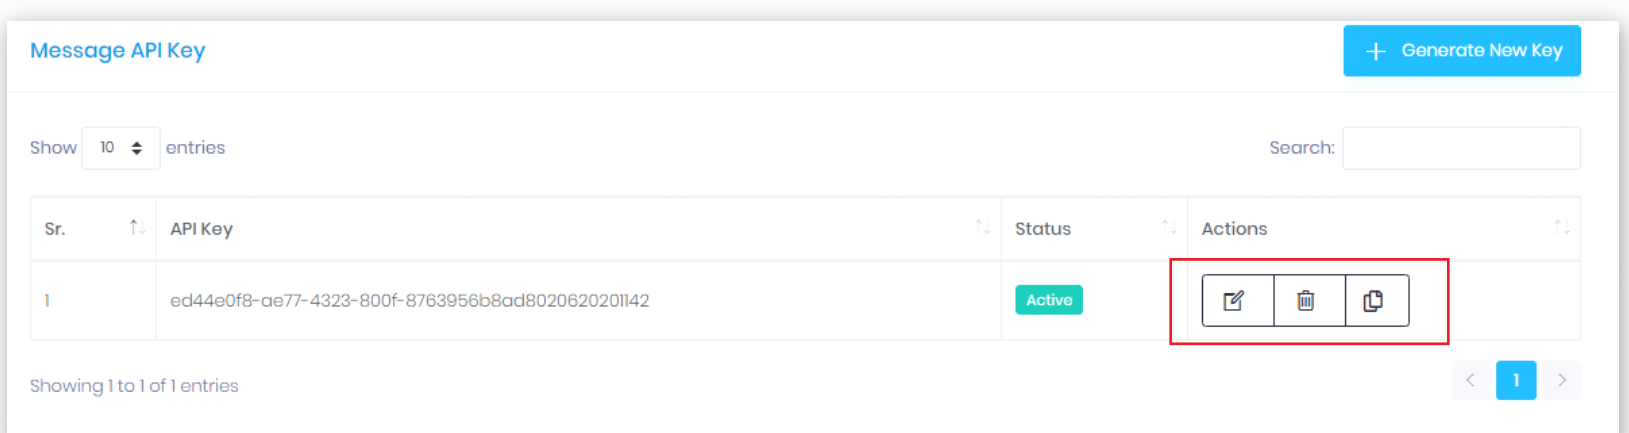 Message API Key
+ Generate New Key
Show 10 entries
Search:
Sr. API Key Status Actions
1 ed44e0f8-ae77-4323-800f-8763956b8ad8020620201142 Active
Showing 1 to 1 of 1 entries
< 1 >